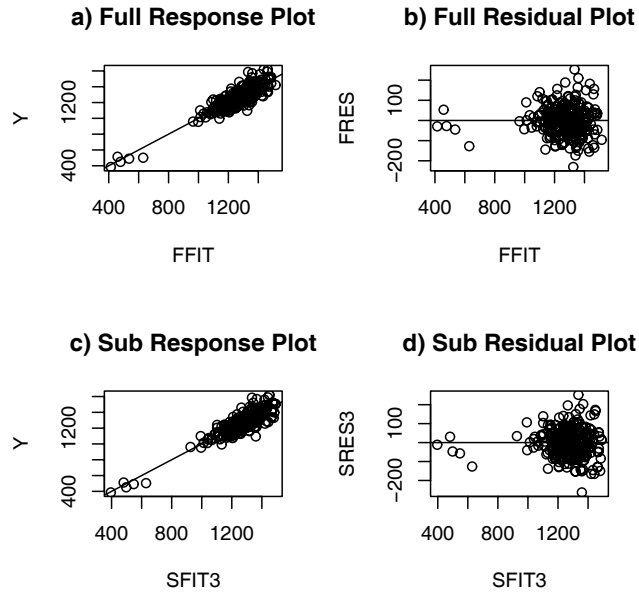 a) Full Response Plot
Y
400 1200
400 800 1200
FFIT
b) Full Residual Plot
FRES
−200 100
400 800 1200
FFIT
c) Sub Response Plot
Y
400 1200
400 800 1200
SFIT3
d) Sub Residual Plot
SRES3
−200 100
400 800 1200
SFIT3